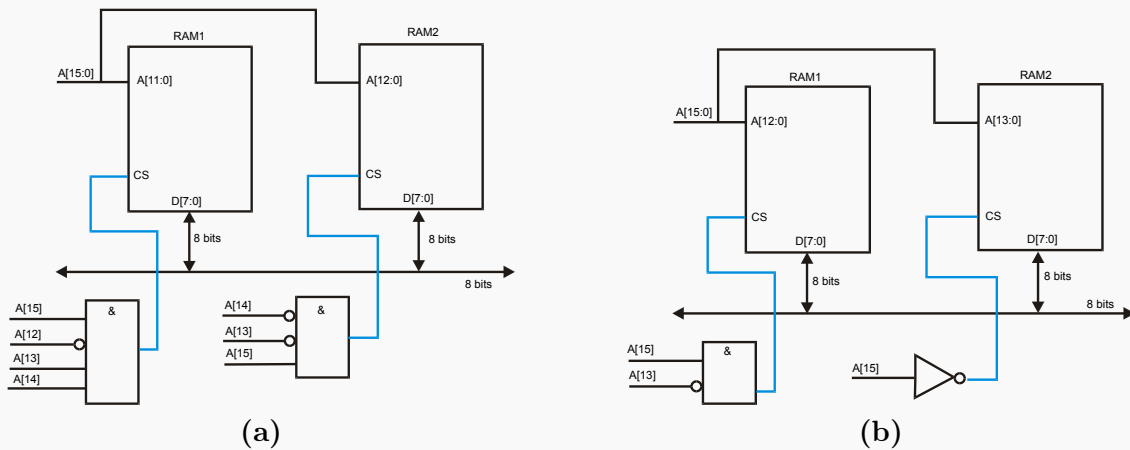 RAM1
RAM2
A[15:0]
A[11:0]
A[12:0]
CS
CS
D[7:0]
D[7:0]
8 bits
8 bits
8 bits
A[15]
A[12]
A[13]
A[14]
&
A[14]
A[13]
A[15]
&
(a)
RAM1
RAM2
A[15:0]
A[12:0]
A[13:0]
CS
CS
D[7:0]
D[7:0]
8 bits
8 bits
8 bits
A[15]
A[13]
&
A[15]
(b)